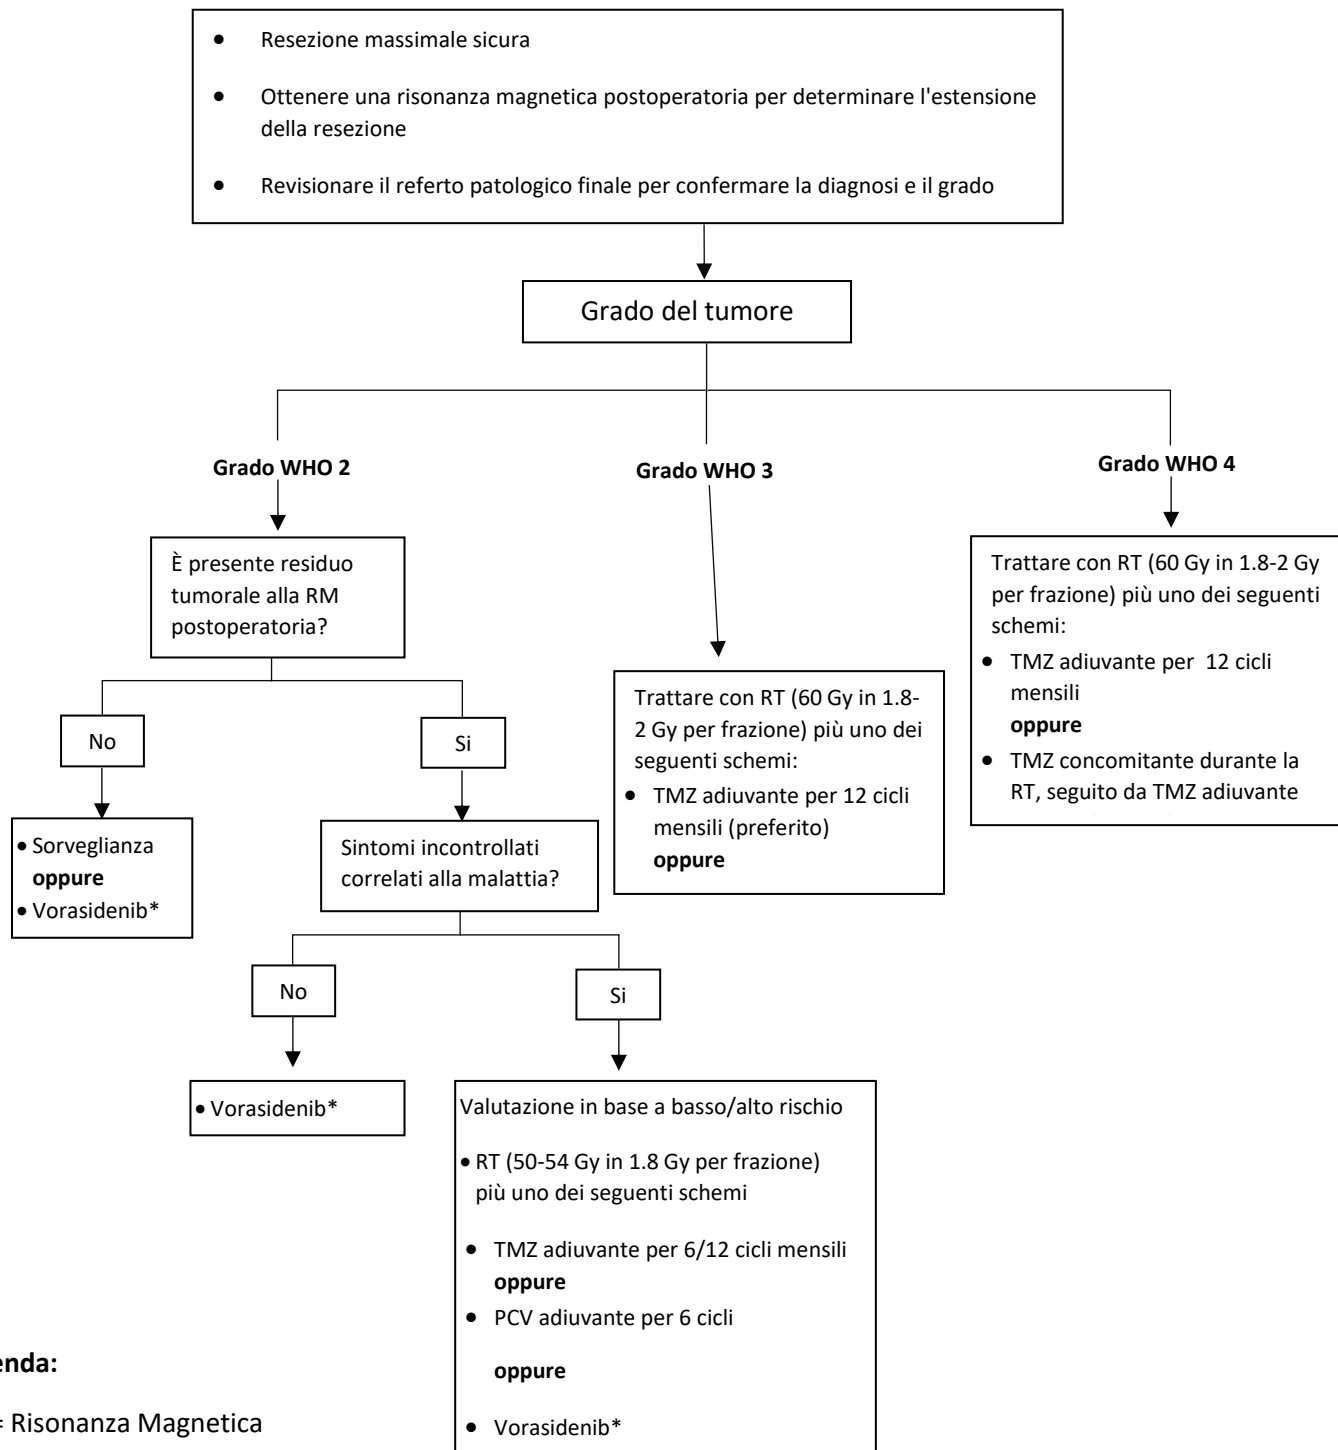 • Resezione massimale sicura
• Ottenere una risonanza magnetica postoperatoria per determinare l'estensione
della resezione
• Revisionare il referto patologico finale per confermare la diagnosi e il grado
Grado del tumore
Grado WHO 2
Grado WHO 3
Grado WHO 4
È presente residuo
tumorale alla RM
postoperatoria?
Trattare con RT (60 Gy in 1.8-2 Gy
per frazione) più uno dei seguenti
schemi:
• TMZ adiuvante per 12 cicli
mensili
oppure
• TMZ concomitante durante la
RT, seguito da TMZ adiuvante
Trattare con RT (60 Gy in 1.8-
2 Gy per frazione) più uno dei
seguenti schemi:
• TMZ adiuvante per 12 cicli
mensili (preferito)
oppure
No
Si
• Sorveglianza
oppure
• Vorasidenib*
Sintomi incontrollati
correlati alla malattia?
No
Si
• Vorasidenib*
Valutazione in base a basso/alto rischio
• RT (50-54 Gy in 1.8 Gy per frazione)
più uno dei seguenti schemi
• TMZ adiuvante per 6/12 cicli mensili
oppure
• PCV adiuvante per 6 cicli
oppure
• Vorasidenib*
enda:
= Risonanza Magnetica